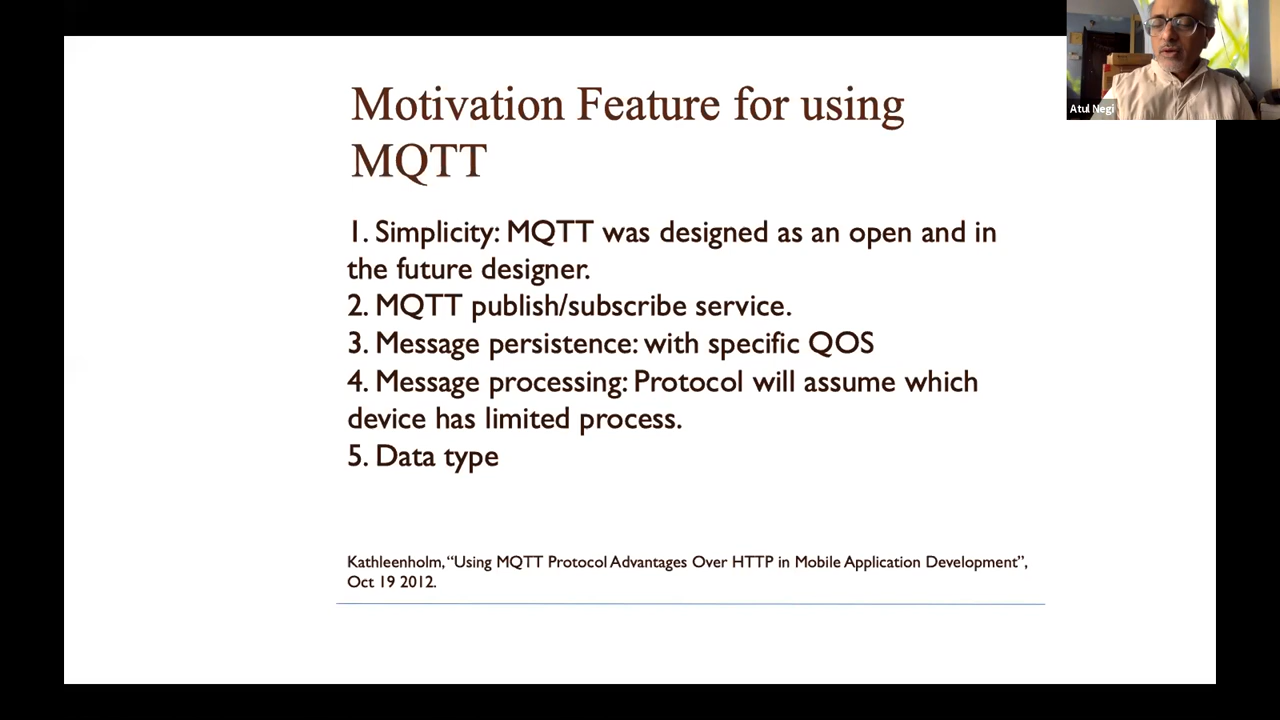 Motivation Feature for using
MQTT
1. Simplicity: MQTT was designed as an open and in
the future designer.
2. MQTT publish/subscribe service.
3. Message persistence: with specific QOS
4. Message processing: Protocol will assume which
device has limited process.
5. Data type
Kathleenholm, “Using MQTT Protocol Advantages Over HTTP in Mobile Application Development”,
Oct 19 2012.
Atul Negi